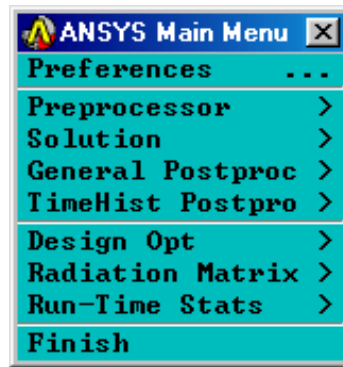 ANSYS Main Menu
Preferences ...
Preprocessor >
Solution >
General Postproc >
TimeHist Postpro >
Design Opt >
Radiation Matrix >
Run-Time Stats >
Finish